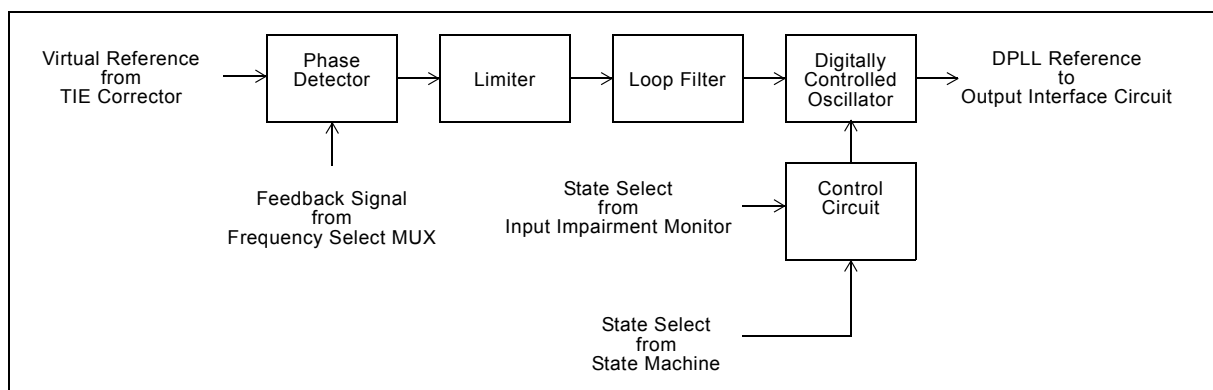 Virtual Reference
from
TIE Corrector
Phase
Detector
Limiter
Loop Filter
Digitally
Controlled
Oscillator
DPLL Reference
to
Output Interface Circuit
Feedback Signal
from
Frequency Select MUX
State Select
from
Input Impairment Monitor
Control
Circuit
State Select
from
State Machine